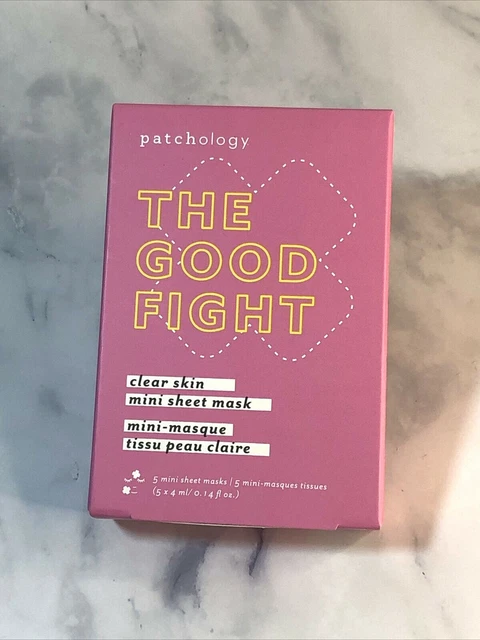 patchology
THE
GOOD
FIGHT
clear skin
mini sheet mask
mini-masque
tissu peau claire
5 mini sheet masks | 5 mini-masques tissues
(5 x 4 ml/ 0.14 fl oz.)